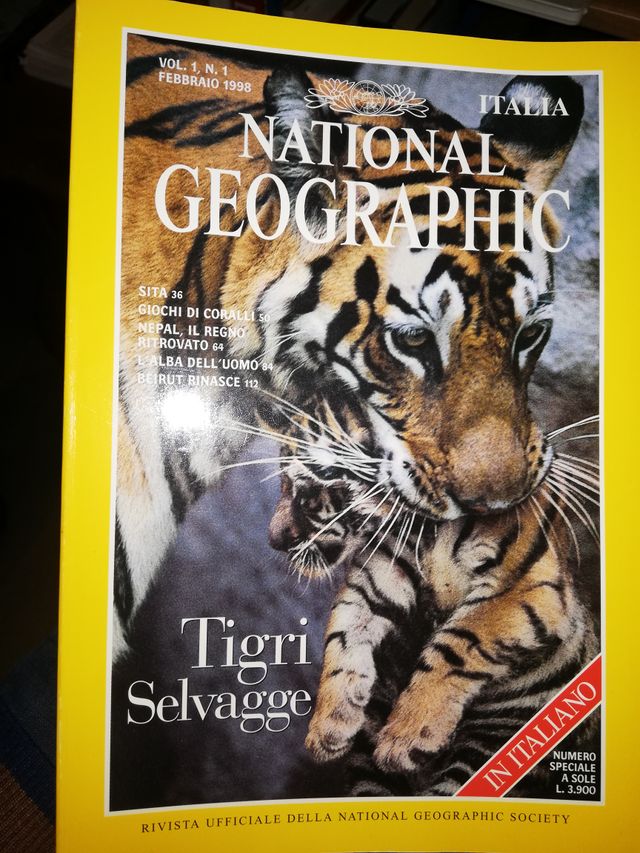 VOL. 1, N. 1
FEBBRAIO 1998
ITALIA
NATIONAL
GEOGRAPHIC
SITA 36
GIOCHI DI CORALLI 50
NEPAL, IL REGNO
RITROVATO 64
L'ALBA DELL'UOMO 84
BEIRUT RINASCE 112
Tigri
Selvagge
IN ITALIANO
NUMERO
SPECIALE
A SOLE
L. 3.900
RIVISTA UFFICIALE DELLA NATIONAL GEOGRAPHIC SOCIETY